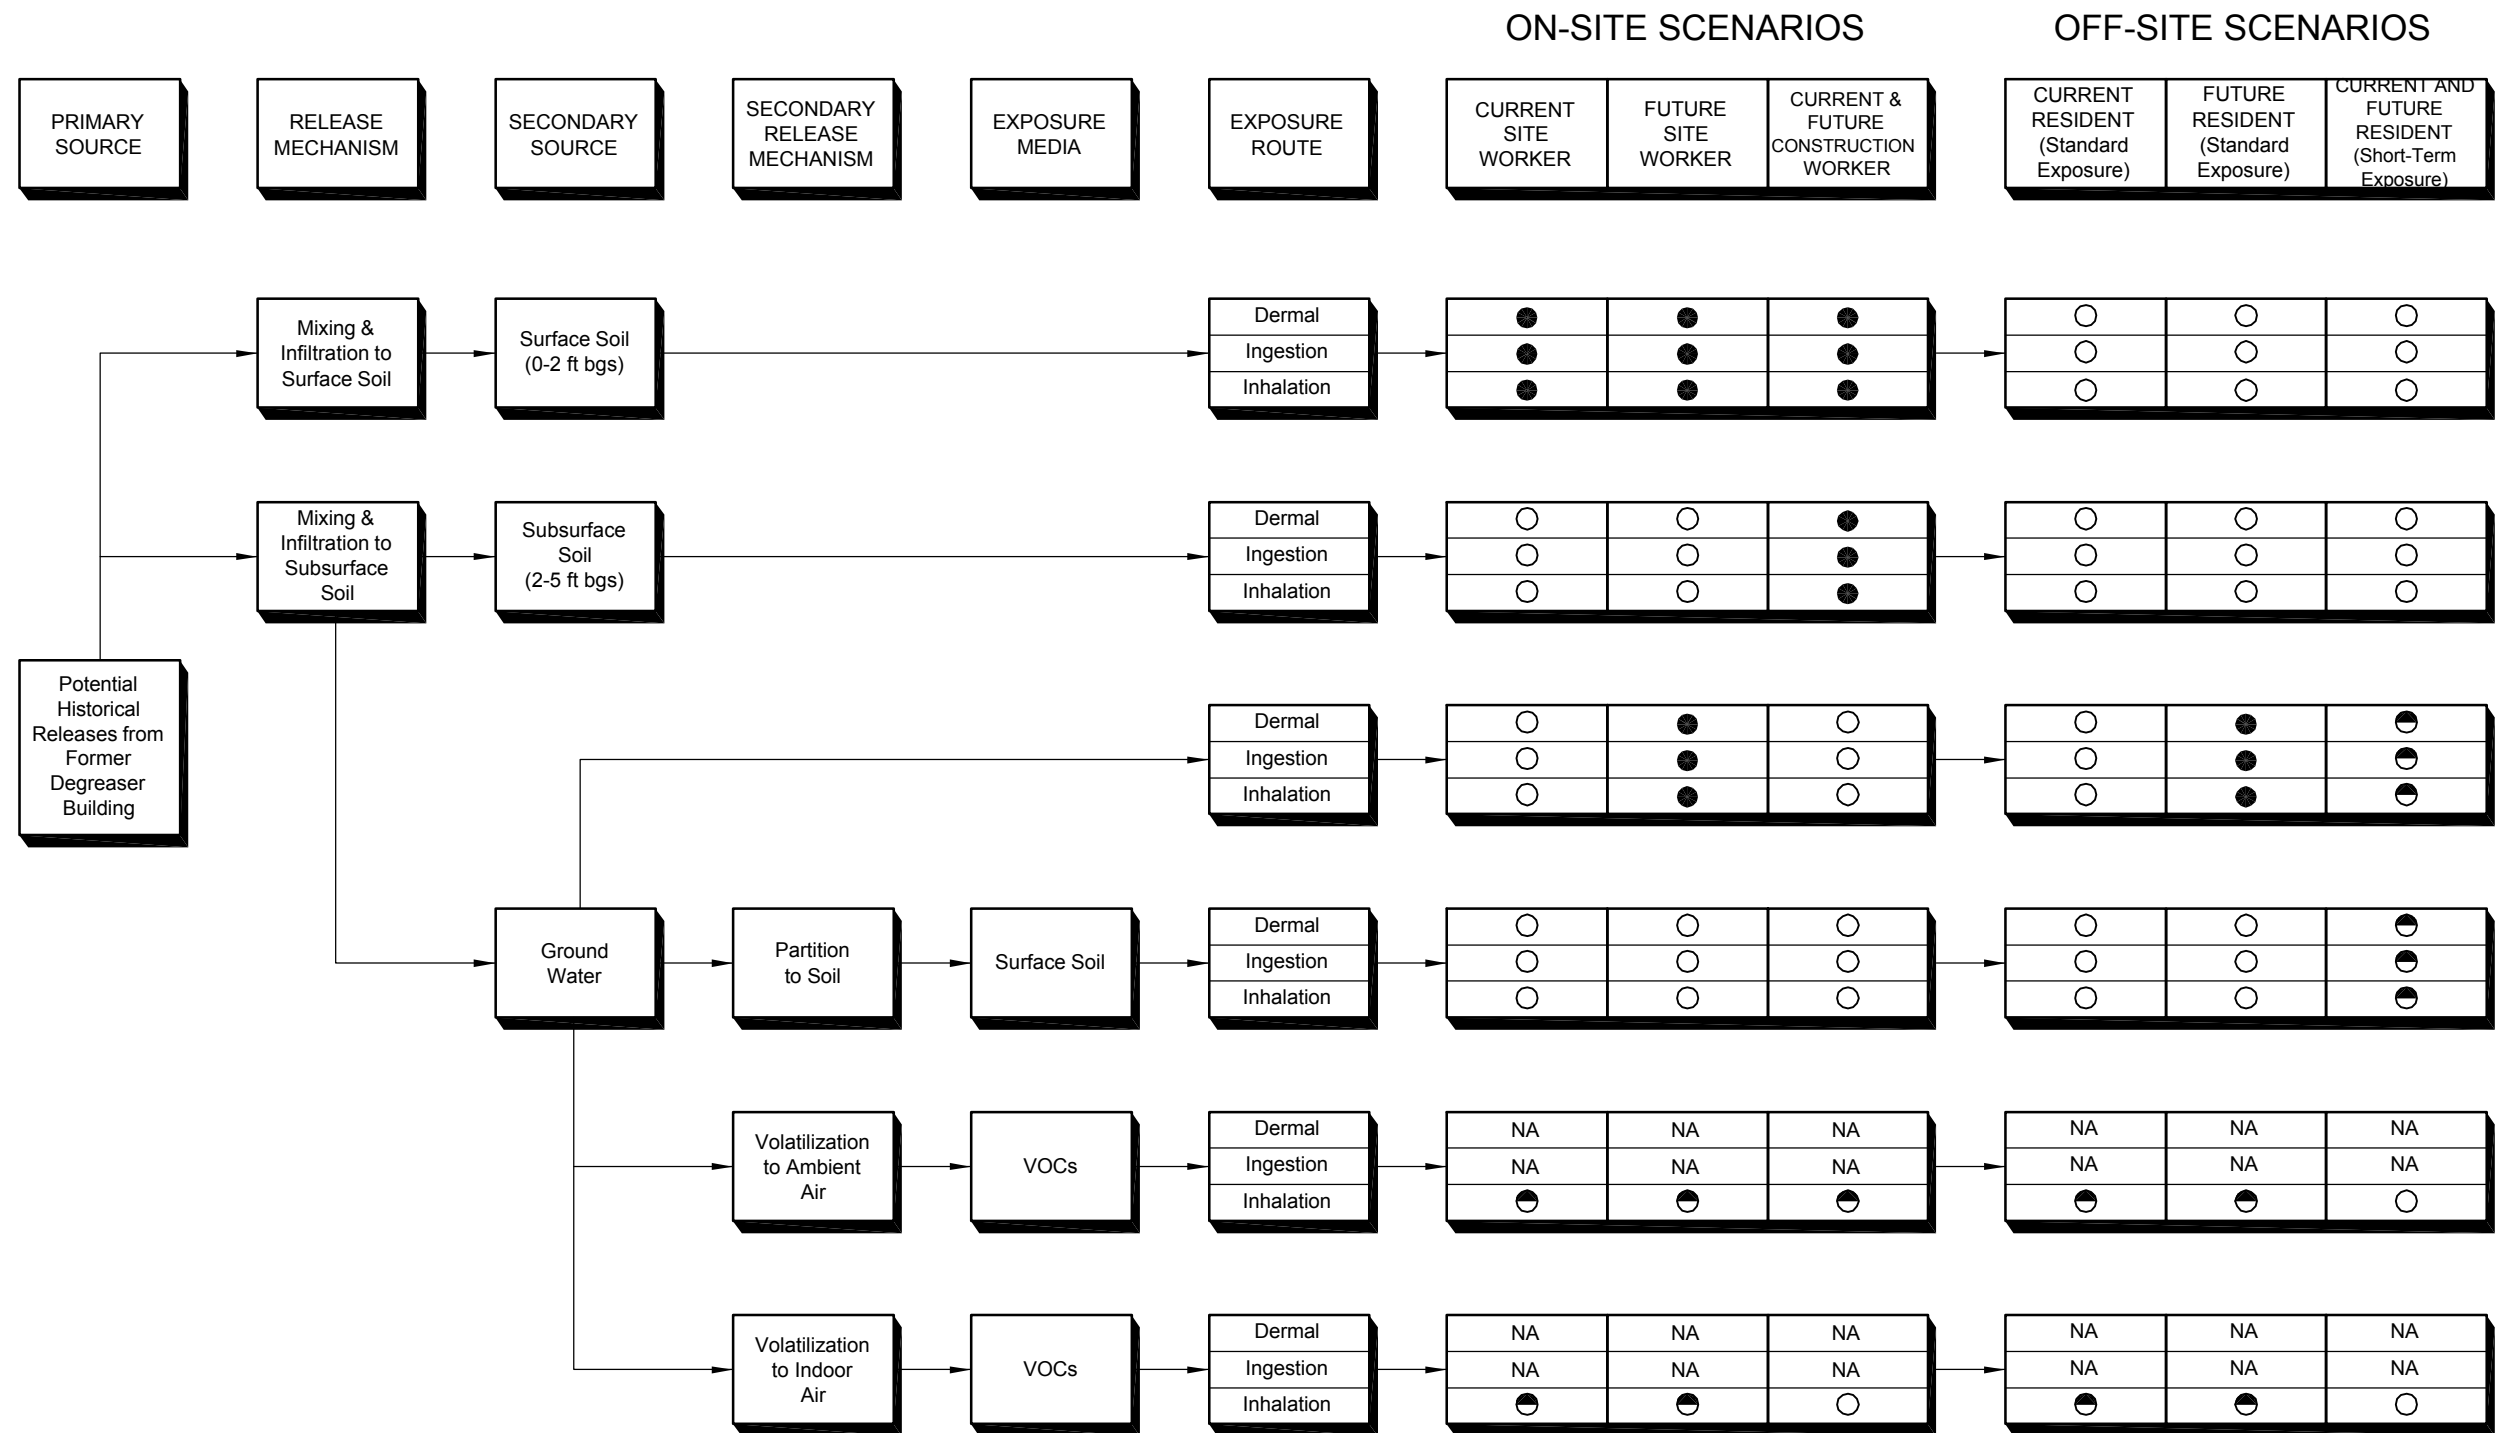 ON-SITE SCENARIOS
OFF-SITE SCENARIOS
PRIMARY
SOURCE
RELEASE
MECHANISM
SECONDARY
SOURCE
SECONDARY
RELEASE
MECHANISM
EXPOSURE
MEDIA
EXPOSURE
ROUTE
CURRENT
SITE
WORKER
FUTURE
SITE
WORKER
CURRENT &
FUTURE
CONSTRUCTION
WORKER
CURRENT
RESIDENT
(Standard
Exposure)
FUTURE
RESIDENT
(Standard
Exposure)
CURRENT AND
FUTURE
RESIDENT
(Short-Term
Exposure)
Mixing &
Infiltration to
Surface Soil
Surface Soil
(0-2 ft bgs)
Dermal
Ingestion
Inhalation
Mixing &
Infiltration to
Subsurface
Soil
Subsurface
Soil
(2-5 ft bgs)
Dermal
Ingestion
Inhalation
Potential
Historical
Releases from
Former
Degreaser
Building
Dermal
Ingestion
Inhalation
Ground
Water
Partition
to Soil
Surface Soil
Dermal
Ingestion
Inhalation
Volatilization
to Ambient
Air
VOCs
Dermal
NA NA NA NA NA NA
Ingestion
NA NA NA NA NA NA
Inhalation
Volatilization
to Indoor
Air
VOCs
Dermal
NA NA NA NA NA NA
Ingestion
NA NA NA NA NA NA
Inhalation